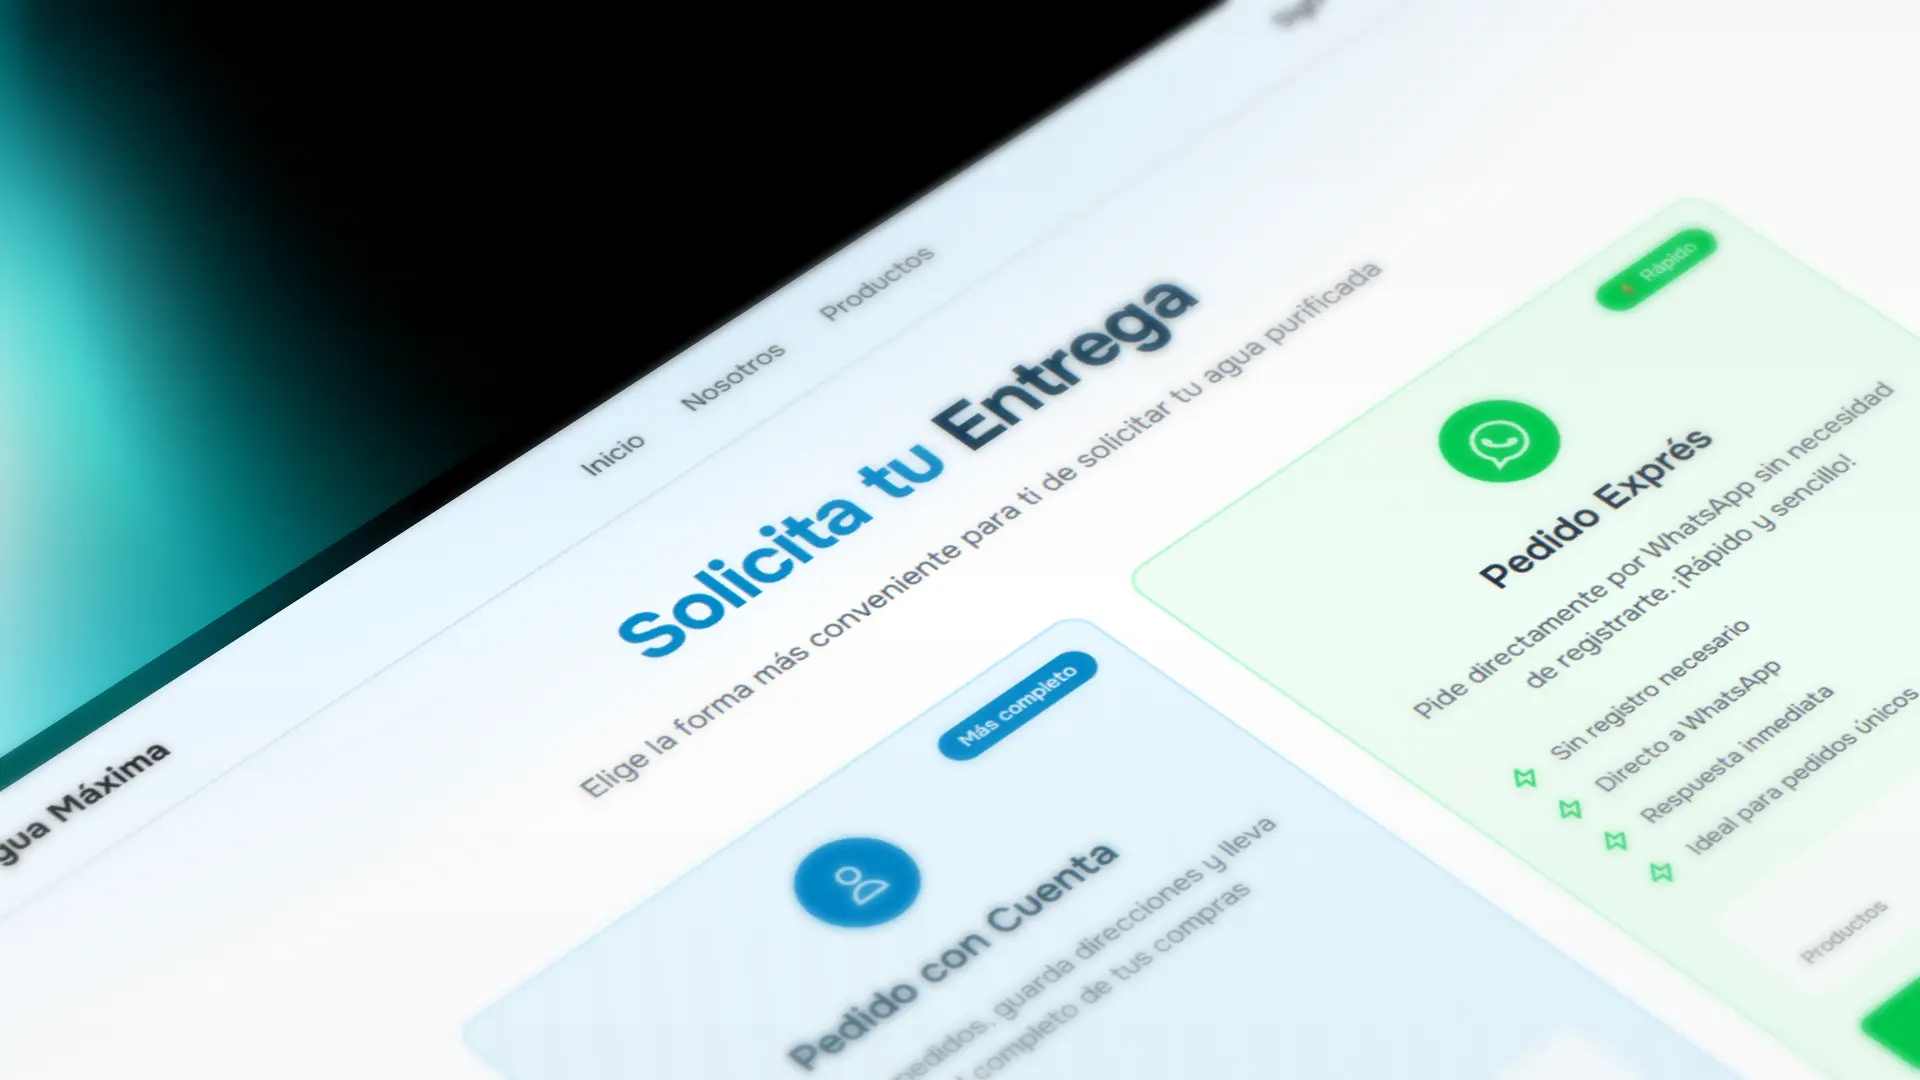 gua Máxima
Inicio
Nosotros
Productos
Solicita tu Entrega
Elige la forma más conveniente para ti de solicitar tu agua purificada
Más completo
Pedido con Cuenta
pedidos, guarda direcciones y lleva
completo de tus compras
Rápido
Pedido Exprés
Pide directamente por WhatsApp sin necesidad
de registrarte. ¡Rápido y sencillo!
Sin registro necesario
Directo a WhatsApp
Respuesta inmediata
Ideal para pedidos únicos
Productos